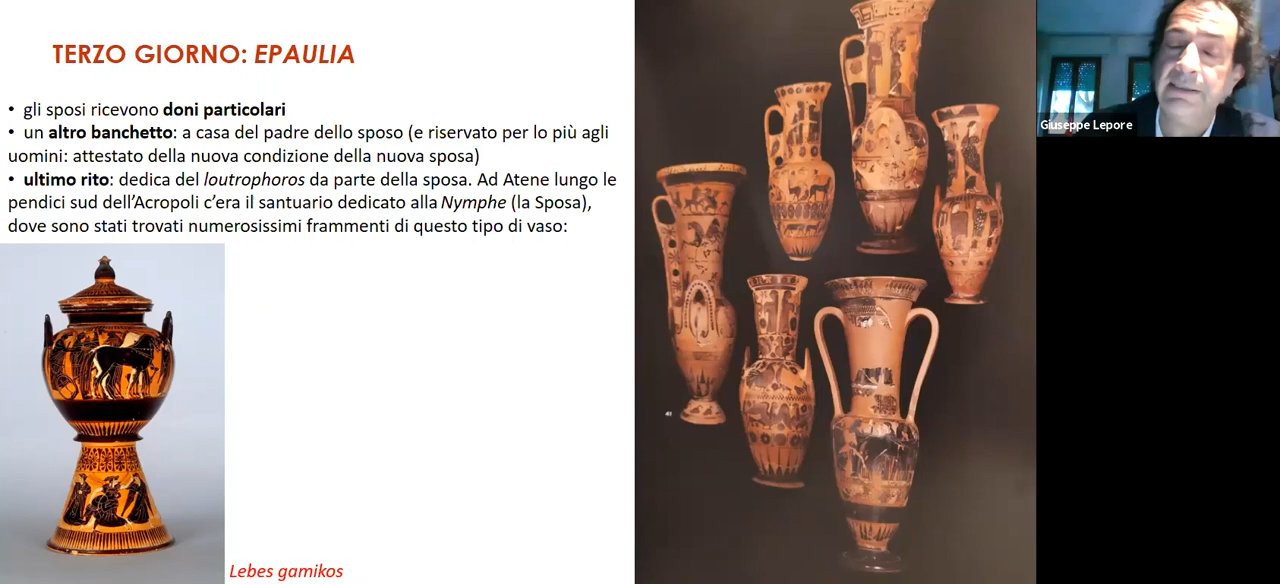 TERZO GIORNO: EPAULIA
• gli sposi ricevono doni particolari
• un altro banchetto: a casa del padre dello sposo (e riservato per lo più agli
uomini: attestato della nuova condizione della nuova sposa)
• ultimo rito: dedica del loutrophoros da parte della sposa. Ad Atene lungo le
pendici sud dell’Acropoli c’era il santuario dedicato alla Nymphe (la Sposa),
dove sono stati trovati numerosissimi frammenti di questo tipo di vaso:
Lebes gamikos
Giuseppe Lepore